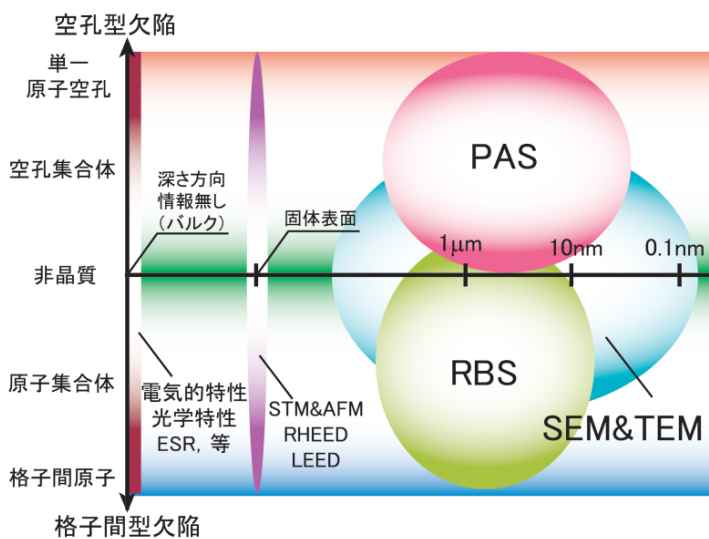 空孔型欠陥
単一
原子空孔
空孔集合体
非晶質
原子集合体
格子間原子
格子間型欠陥
深さ方向
情報無し
(バルク)
固体表面
1μm
10nm
0.1nm
PAS
RBS
SEM&TEM
電気的特性
光学特性
ESR, 等
STM&AFM
RHEED
LEED